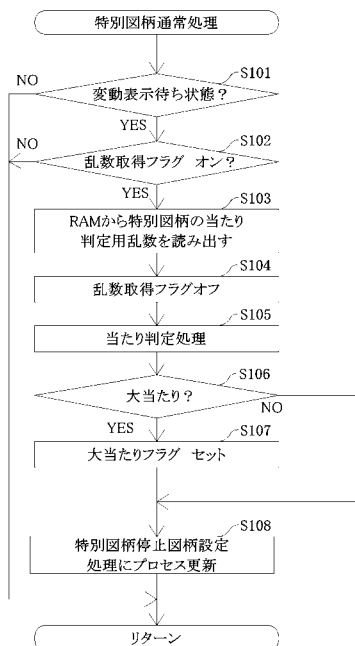 特別図柄通常処理
S101
NO
変動表示待ち状態？
YES
S102
NO
乱数取得フラグ オン？
YES
S103
RAMから特別図柄の当たり
判定用乱数を読み出す
S104
乱数取得フラグオフ
S105
当たり判定処理
S106
大当たり？
NO
YES
S107
大当たりフラグ セット
S108
特別図柄停止図柄設定
処理にプロセス更新
リターン